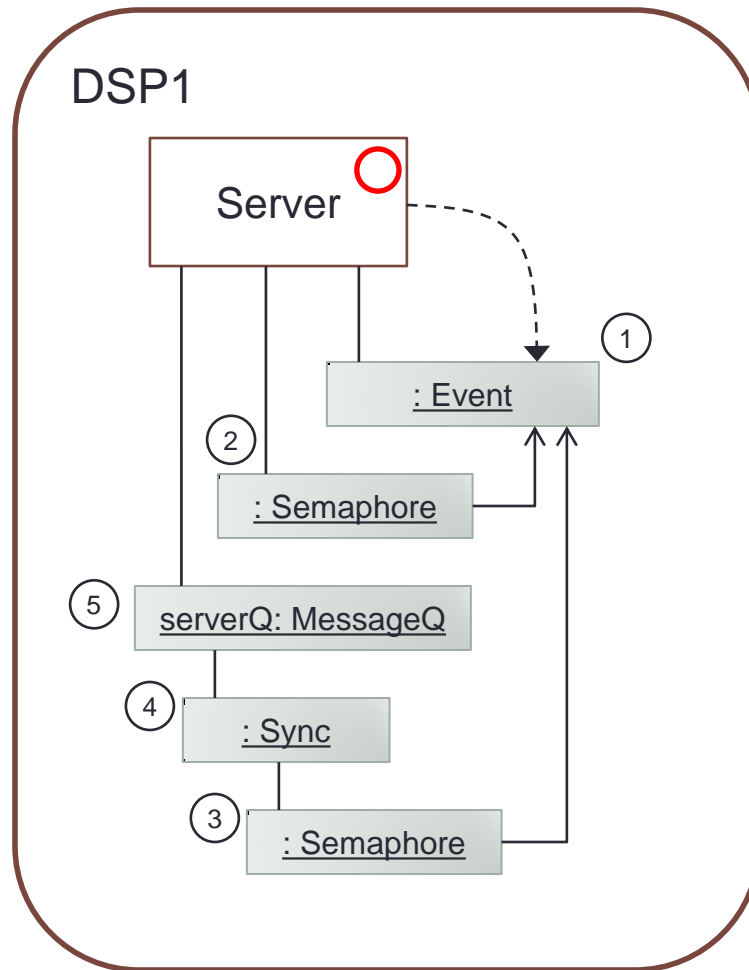 DSP1
Server
1
: Event
2
: Semaphore
5
serverQ: MessageQ
4
: Sync
3
: Semaphore